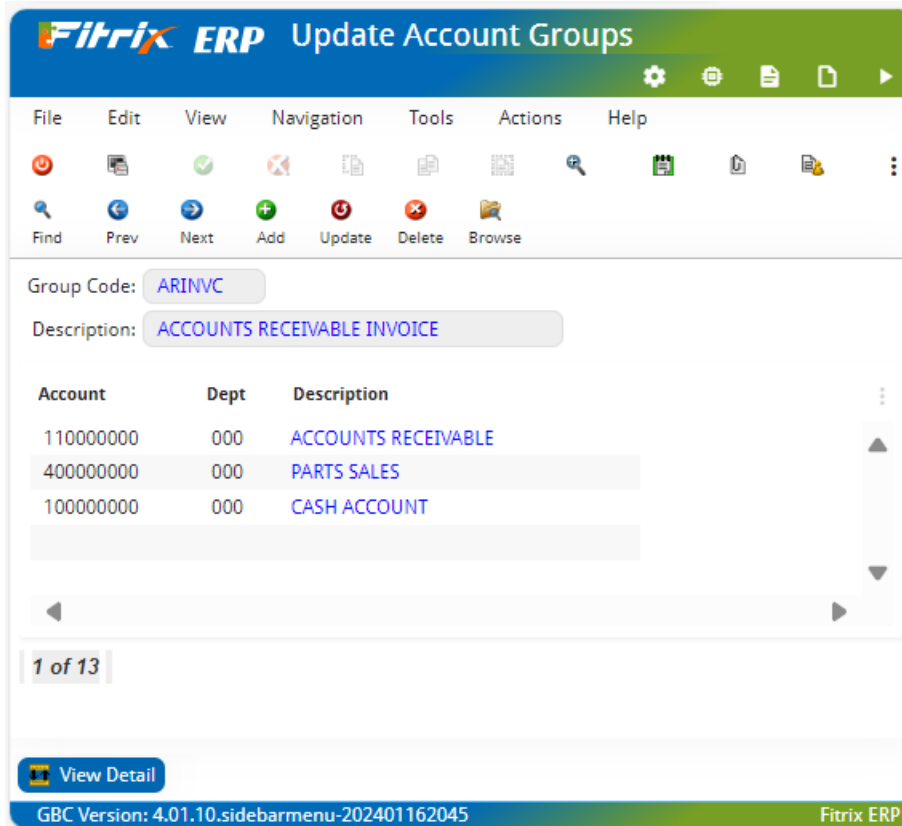 Fitrix ERP Update Account Groups
File Edit View Navigation Tools Actions Help
Find Prev Next Add Update Delete Browse
Group Code: ARINVC
Description: ACCOUNTS RECEIVABLE INVOICE
Account Dept Description
110000000 000 ACCOUNTS RECEIVABLE
400000000 000 PARTS SALES
100000000 000 CASH ACCOUNT
1 of 13
View Detail
GBC Version: 4.01.10.sidebarmenu-202401162045 Fitrix ERP